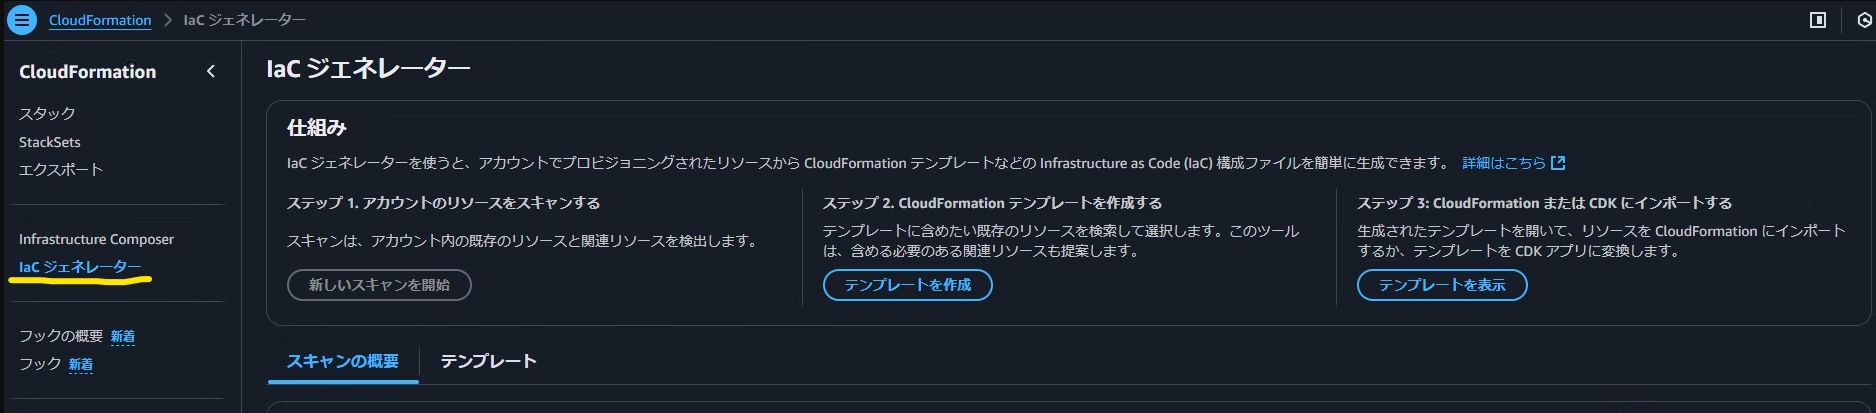 CloudFormation > IaC ジェネレーター
CloudFormation
スタック
StackSets
エクスポート
Infrastructure Composer
IaC ジェネレーター
フックの概要 新着
フック 新着
IaC ジェネレーター
仕組み
IaC ジェネレーターを使うと、アカウントでプロビジョニングされたリソースから CloudFormation テンプレートなどの Infrastructure as Code (IaC) 構成ファイルを簡単に生成できます。 詳細はこちら
ステップ 1. アカウントのリソースをスキャンする
スキャンは、アカウント内の既存のリソースと関連リソースを検出します。
新しいスキャンを開始
ステップ 2. CloudFormation テンプレートを作成する
テンプレートに含めたい既存のリソースを検索して選択します。このツール
は、含める必要のある関連リソースも提案します。
テンプレートを作成
ステップ 3: CloudFormation または CDK にインポートする
生成されたテンプレートを開いて、リソースを CloudFormation にインポート
するか、テンプレートを CDK アプリに変換します。
テンプレートを表示
スキャンの概要
テンプレート